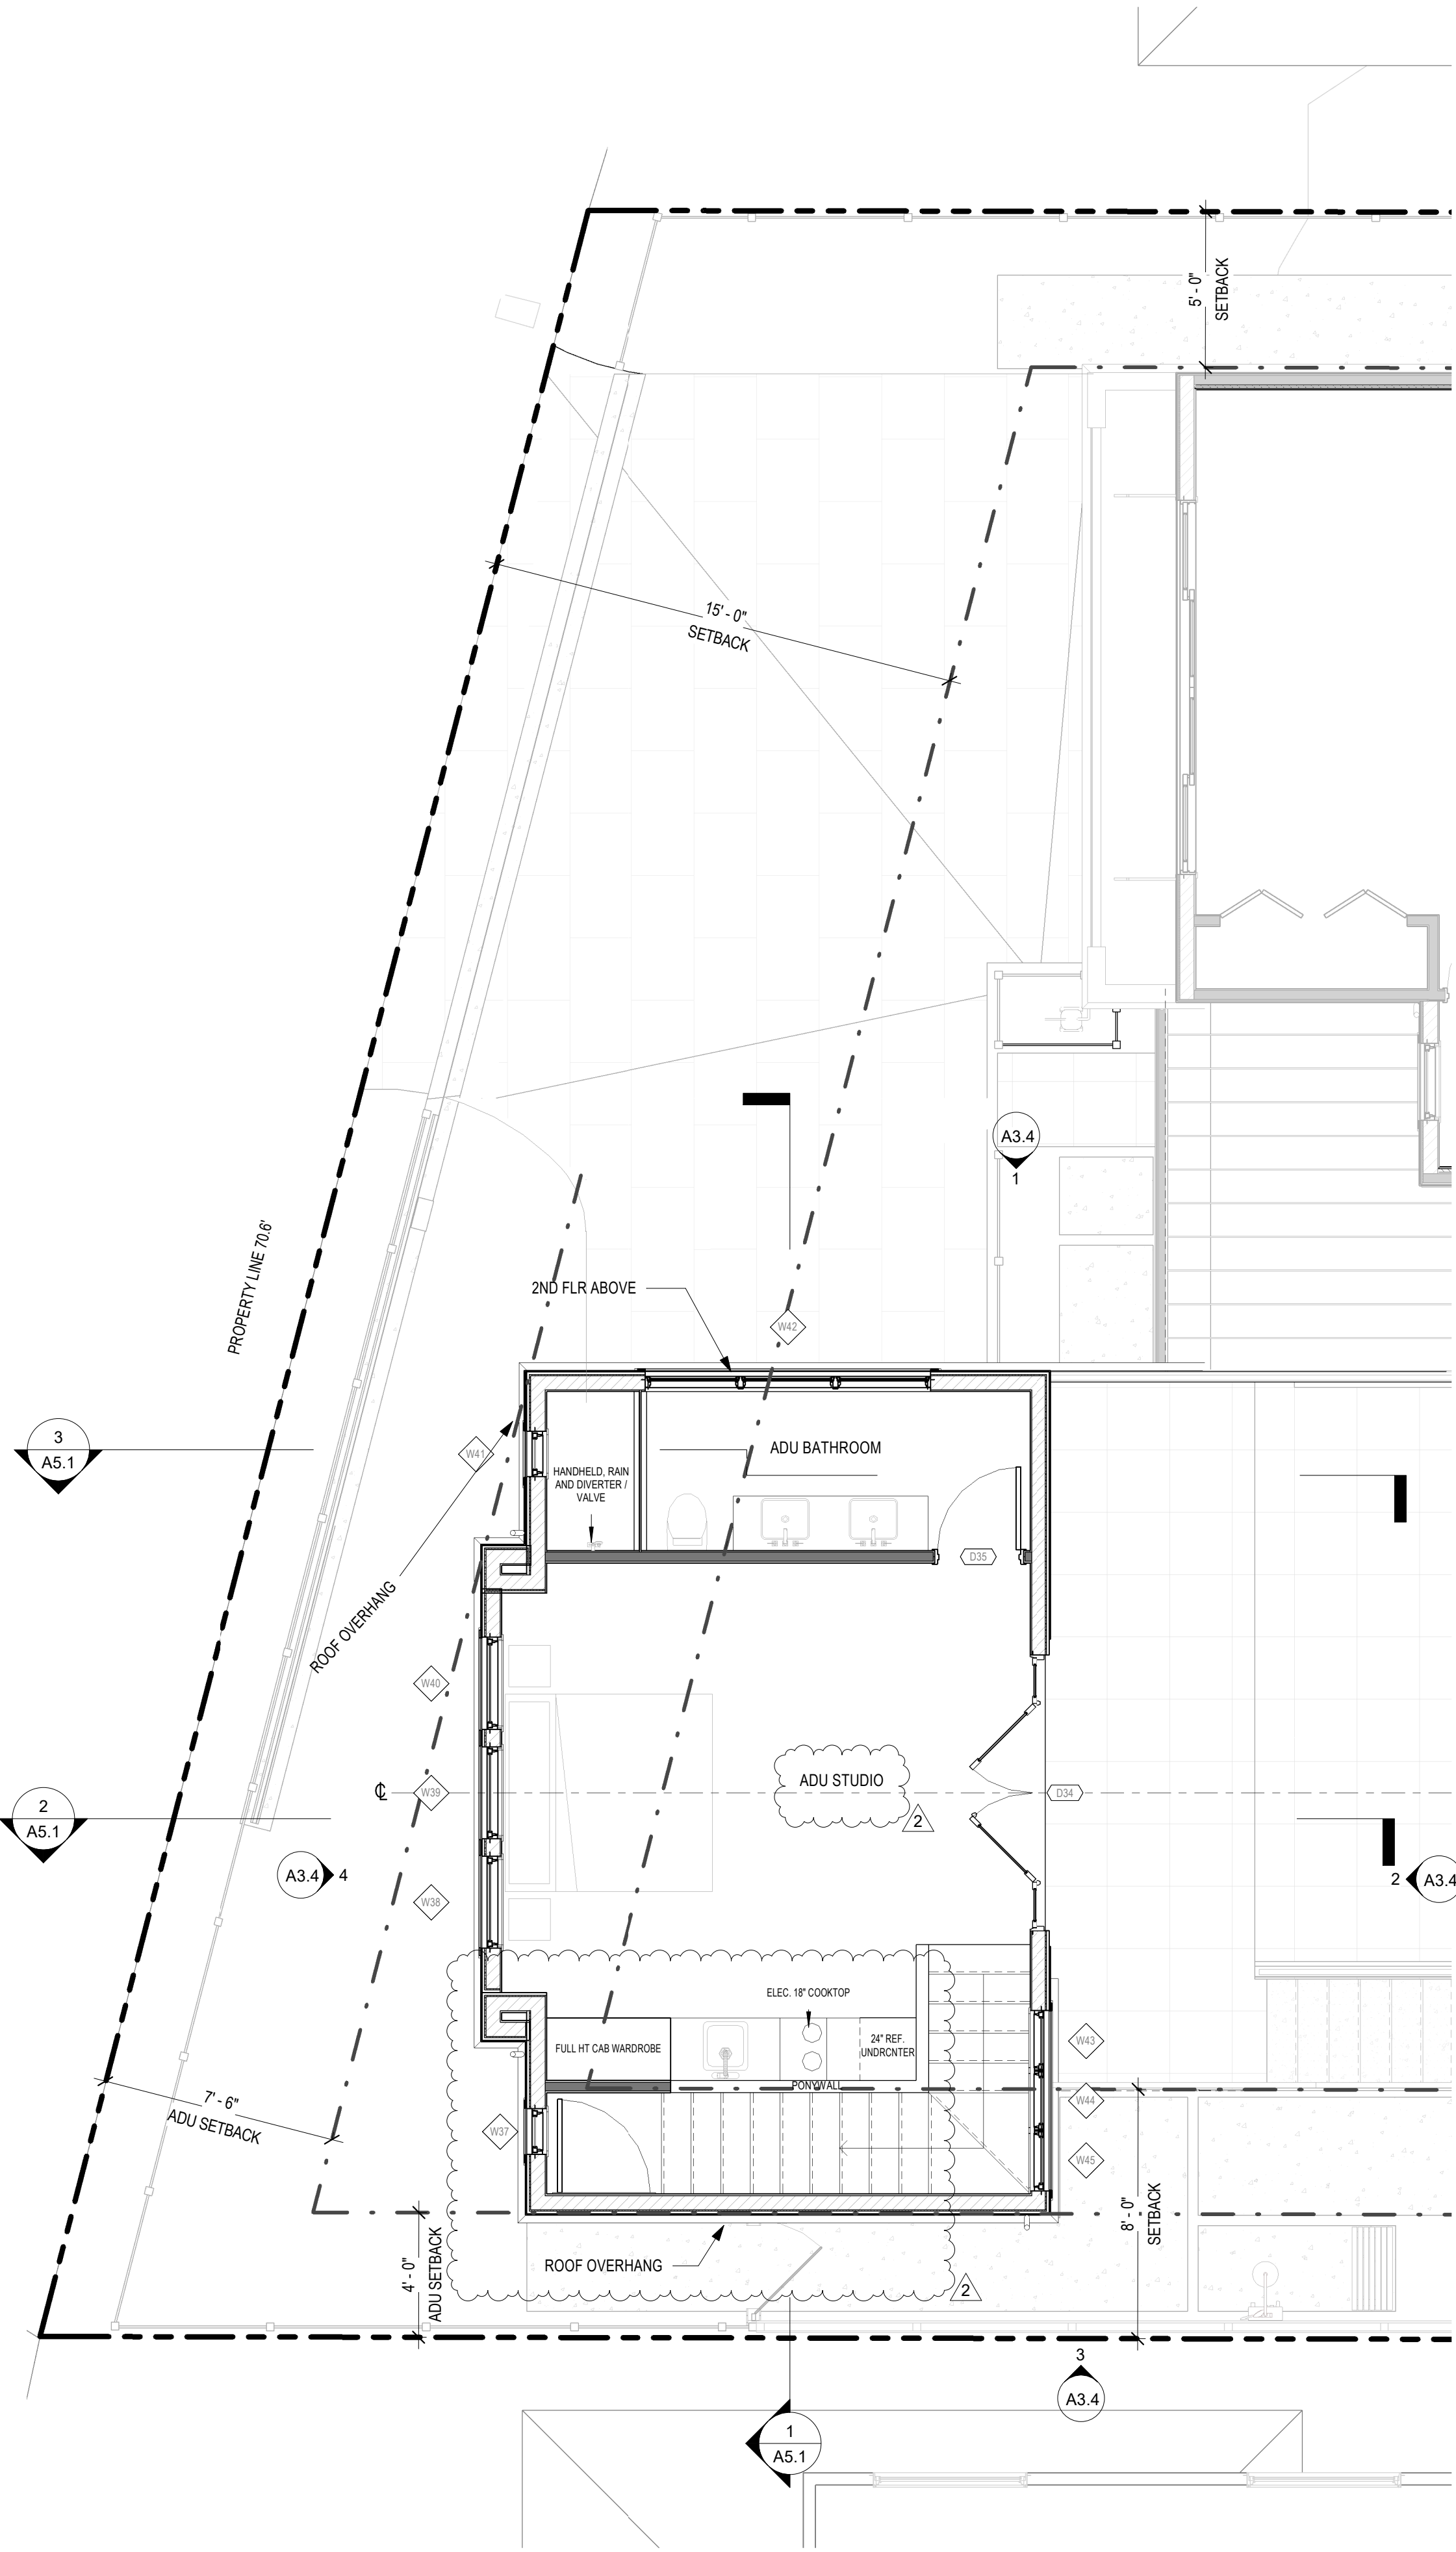 5' - 0"
SETBACK
15' - 0"
SETBACK
A3.4
1
PROPERTY LINE 70.6'
2ND FLR ABOVE
W42
3
A5.1
W41
ADU BATHROOM
HANDHELD, RAIN
AND DIVERTER /
VALVE
D35
ROOF OVERHANG
W40
ADU STUDIO
2
℄
W39
D34
2
A5.1
A3.4
4
W38
2
A3.4
ELEC. 18" COOKTOP
FULL HT CAB WARDROBE
24" REF.
UNDRCNTER
PONYWALL
W43
W44
W45
W37
7' - 6"
ADU SETBACK
8' - 0"
SETBACK
4' - 0"
ADU SETBACK
ROOF OVERHANG
2
3
A3.4
1
A5.1